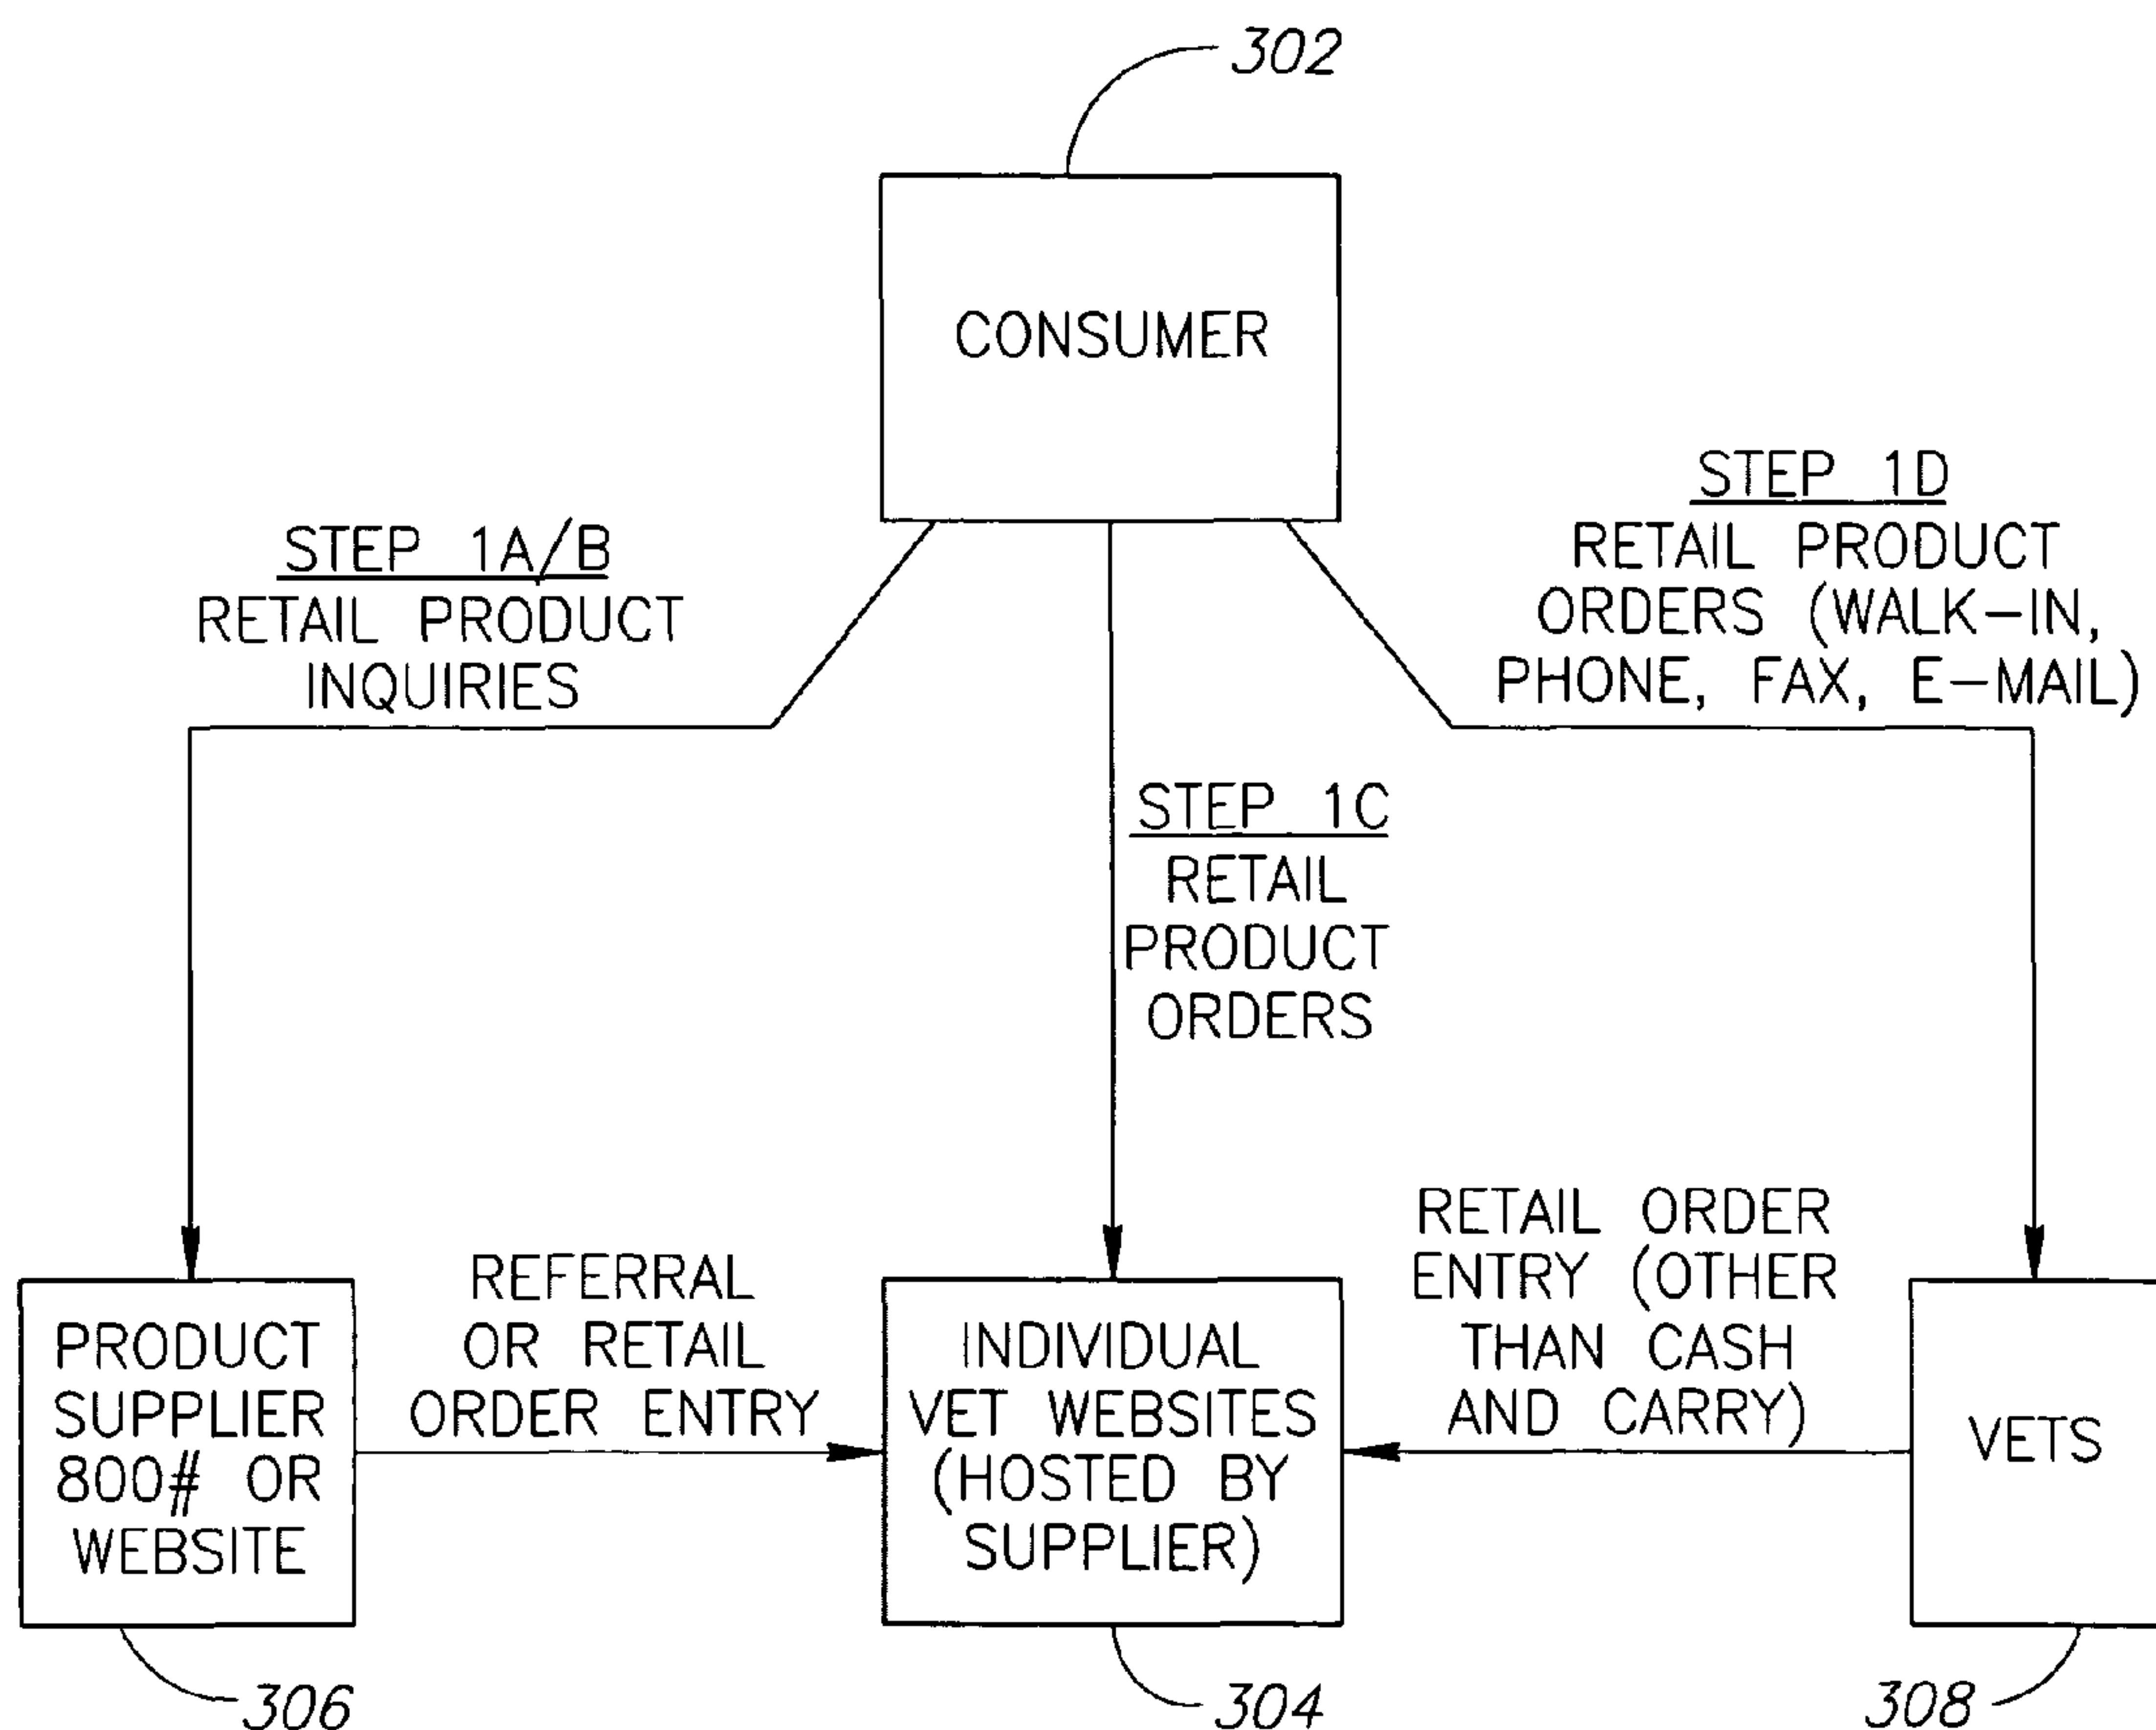 302
CONSUMER
STEP 1A/B
RETAIL PRODUCT
INQUIRIES
STEP 1D
RETAIL PRODUCT
ORDERS (WALK-IN,
PHONE, FAX, E-MAIL)
STEP 1C
RETAIL
PRODUCT
ORDERS
PRODUCT
SUPPLIER
800# OR
WEBSITE
306
REFERRAL
OR RETAIL
ORDER ENTRY
INDIVIDUAL
VET WEBSITES
(HOSTED BY
SUPPLIER)
304
RETAIL ORDER
ENTRY (OTHER
THAN CASH
AND CARRY)
VETS
308